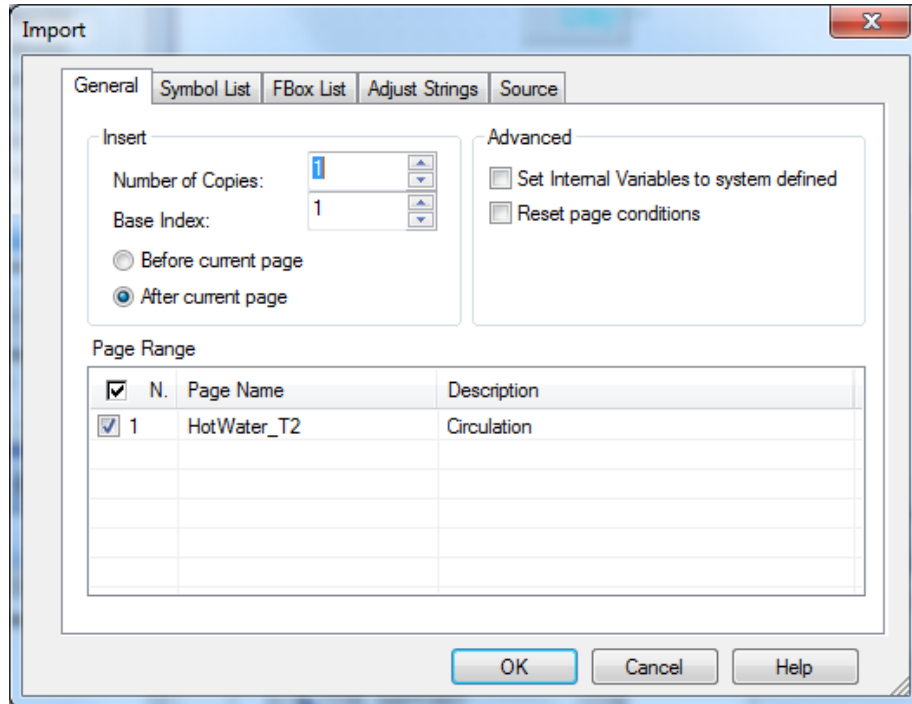 Import
General Symbol List FBox List Adjust Strings Source
Insert
Number of Copies: 1
Base Index: 1
Before current page
After current page
Advanced
Set Internal Variables to system defined
Reset page conditions
Page Range
N. Page Name Description
1 HotWater_T2 Circulation
OK Cancel Help